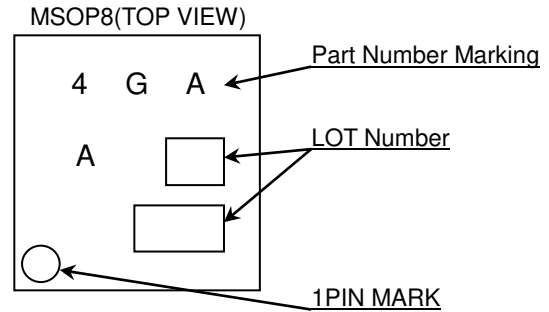 MSOP8(TOP VIEW)
Part Number Marking
4 G A
LOT Number
A
1PIN MARK